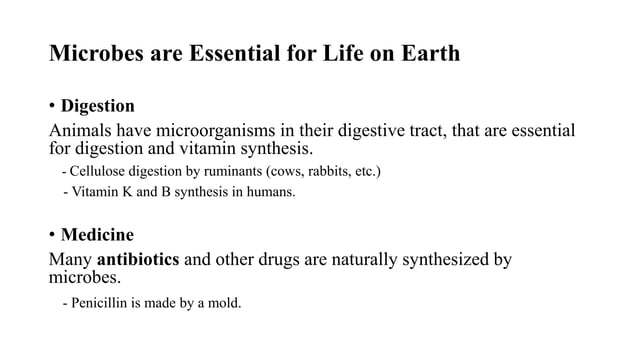 Microbes are Essential for Life on Earth
• Digestion
Animals have microorganisms in their digestive tract, that are essential
for digestion and vitamin synthesis.
- Cellulose digestion by ruminants (cows, rabbits, etc.)
- Vitamin K and B synthesis in humans.
• Medicine
Many antibiotics and other drugs are naturally synthesized by
microbes.
- Penicillin is made by a mold.